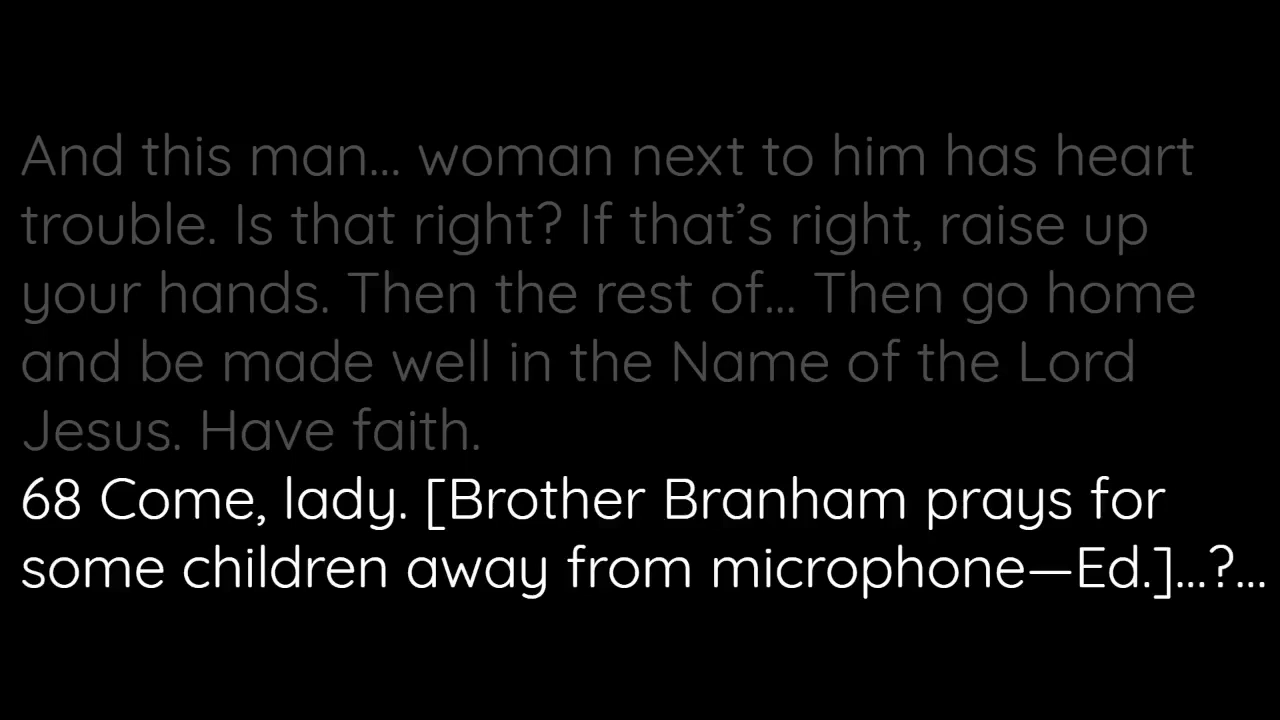 And this man... woman next to him has heart
trouble. Is that right? If that’s right, raise up
your hands. Then the rest of... Then go home
and be made well in the Name of the Lord
Jesus. Have faith.
68 Come, lady. [Brother Branham prays for
some children away from microphone—Ed.]...?...